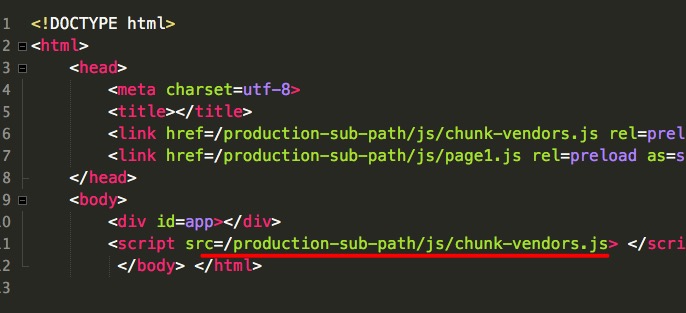 1 <!DOCTYPE html>
2 <html>
3 <head>
4 <meta charset=utf-8>
5 <title></title>
6 <link href=/production-sub-path/js/chunk-vendors.js rel=prel
7 <link href=/production-sub-path/js/page1.js rel=preload as=s
8 </head>
9 <body>
10 <div id=app></div>
11 <script src=/production-sub-path/js/chunk-vendors.js> </scri
12 </body> </html>
13